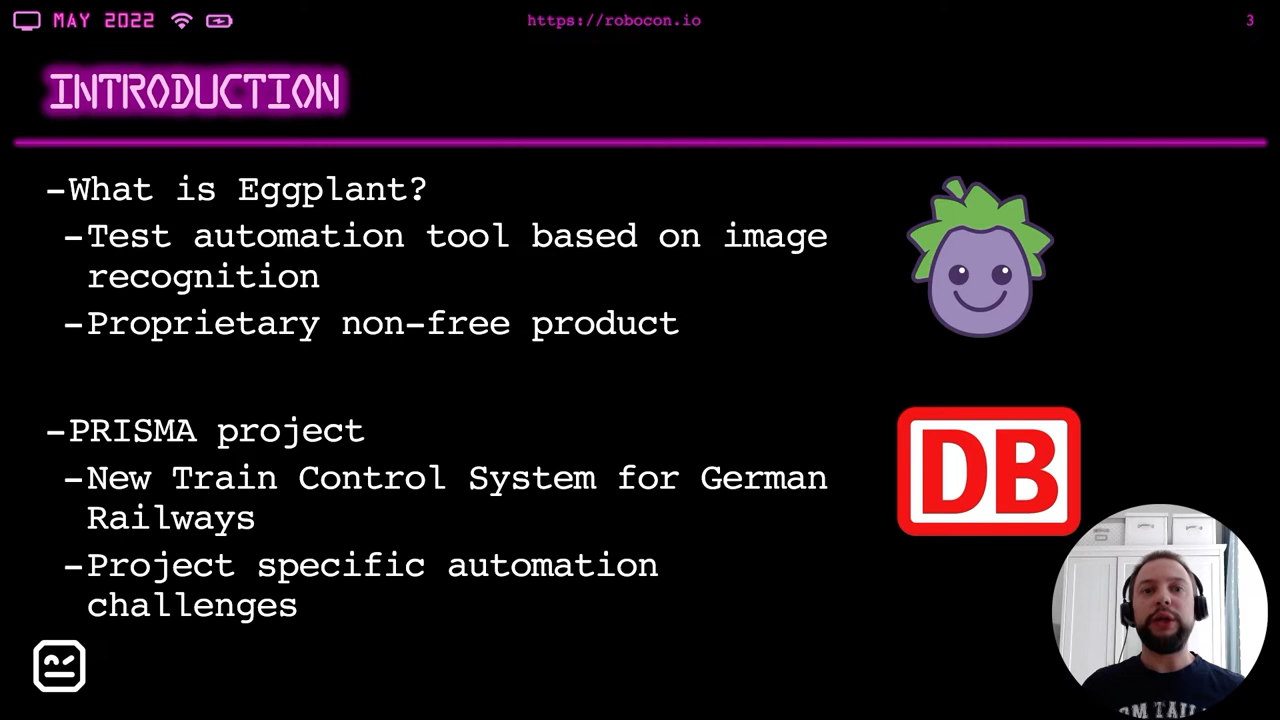 MAY 2022
https://robocon.io
3
INTRODUCTION
-What is Eggplant?
-Test automation tool based on image
recognition
-Proprietary non-free product
-PRISMA project
-New Train Control System for German
Railways
-Project specific automation
challenges
DB